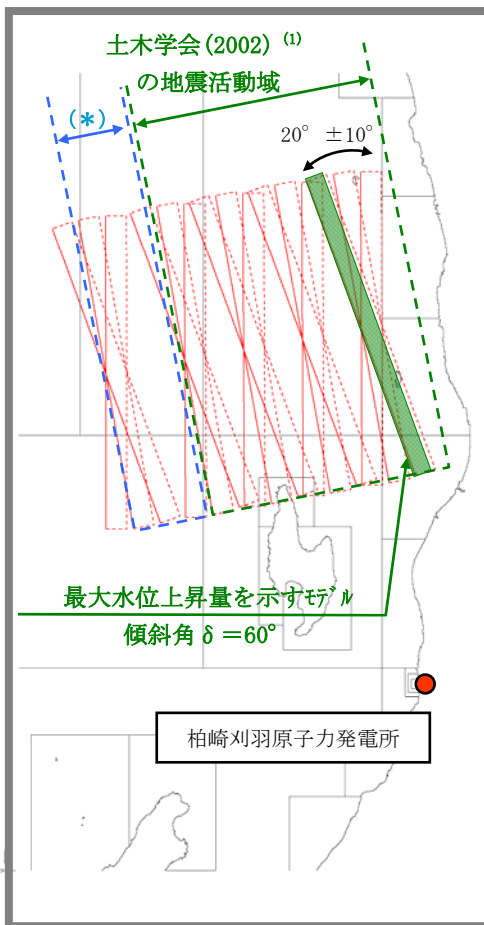 土木学会(2002) (1)
の地震活動域
(*)
20° ±10°
最大水位上昇量を示すモデル
傾斜角 δ=60°
柏崎刈羽原子力発電所